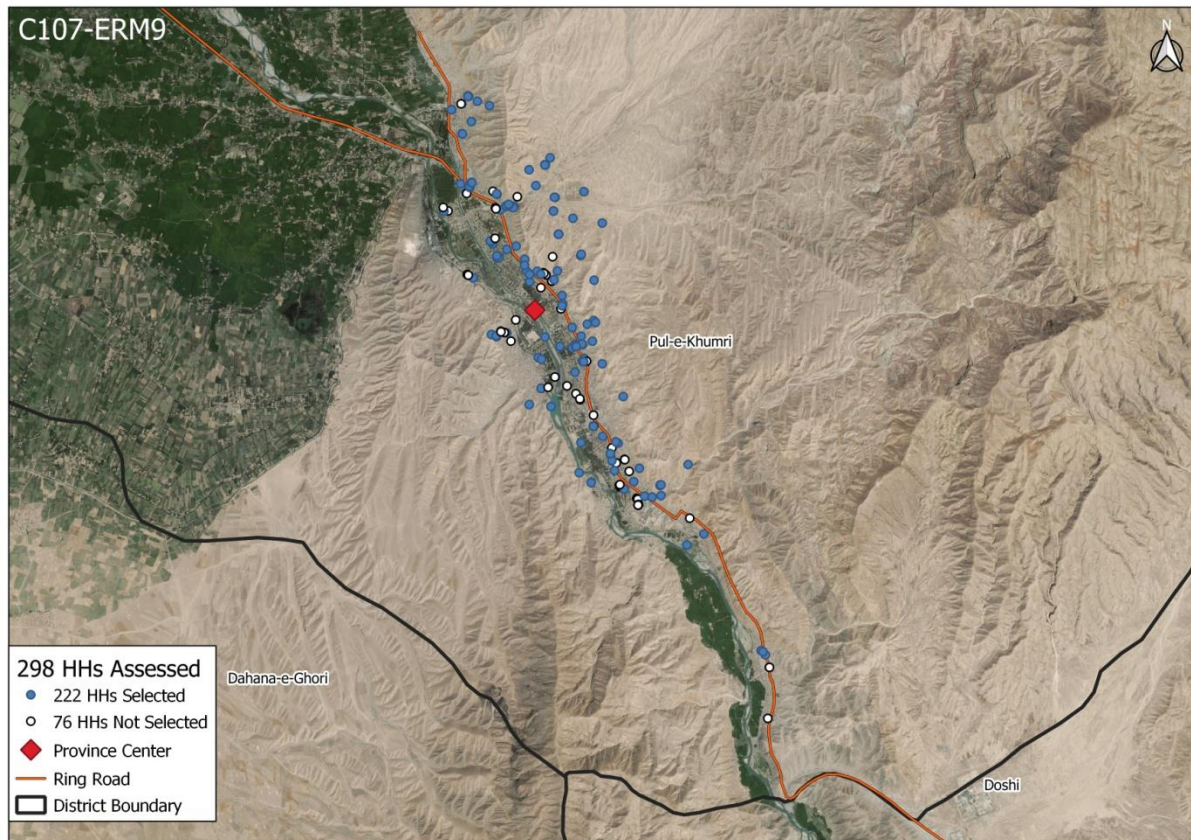 C107-ERM9
N
Pul-e-Khumri
Dahana-e-Ghori
Doshi
298 HHs Assessed
222 HHs Selected
76 HHs Not Selected
Province Center
Ring Road
District Boundary